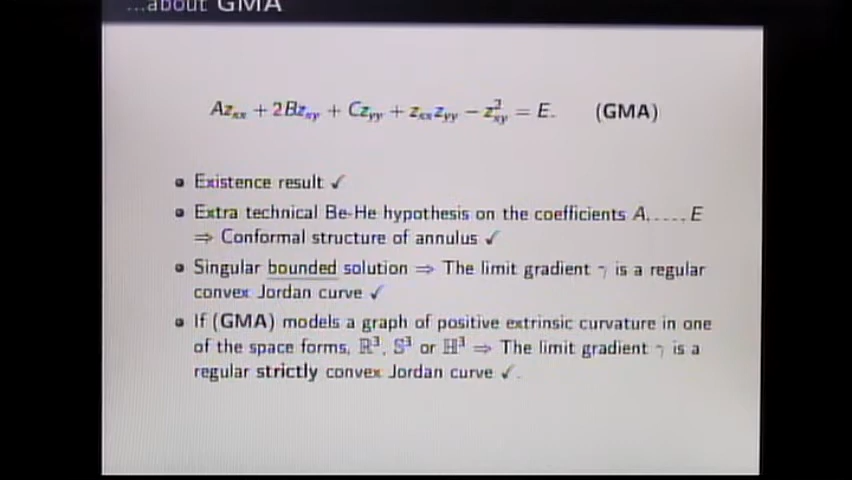 ...about GMA
Az_xx + 2Bz_xy + Cz_yy + z_xx z_yy − z²_xy = E. (GMA)
• Existence result ✓
• Extra technical Be-He hypothesis on the coefficients A, . . . , E
⇒ Conformal structure of annulus ✓
• Singular bounded solution ⇒ The limit gradient γ is a regular
convex Jordan curve ✓
• If (GMA) models a graph of positive extrinsic curvature in one
of the space forms, ℝ³, 𝕊³ or ℍ³ ⇒ The limit gradient γ is a
regular strictly convex Jordan curve ✓.